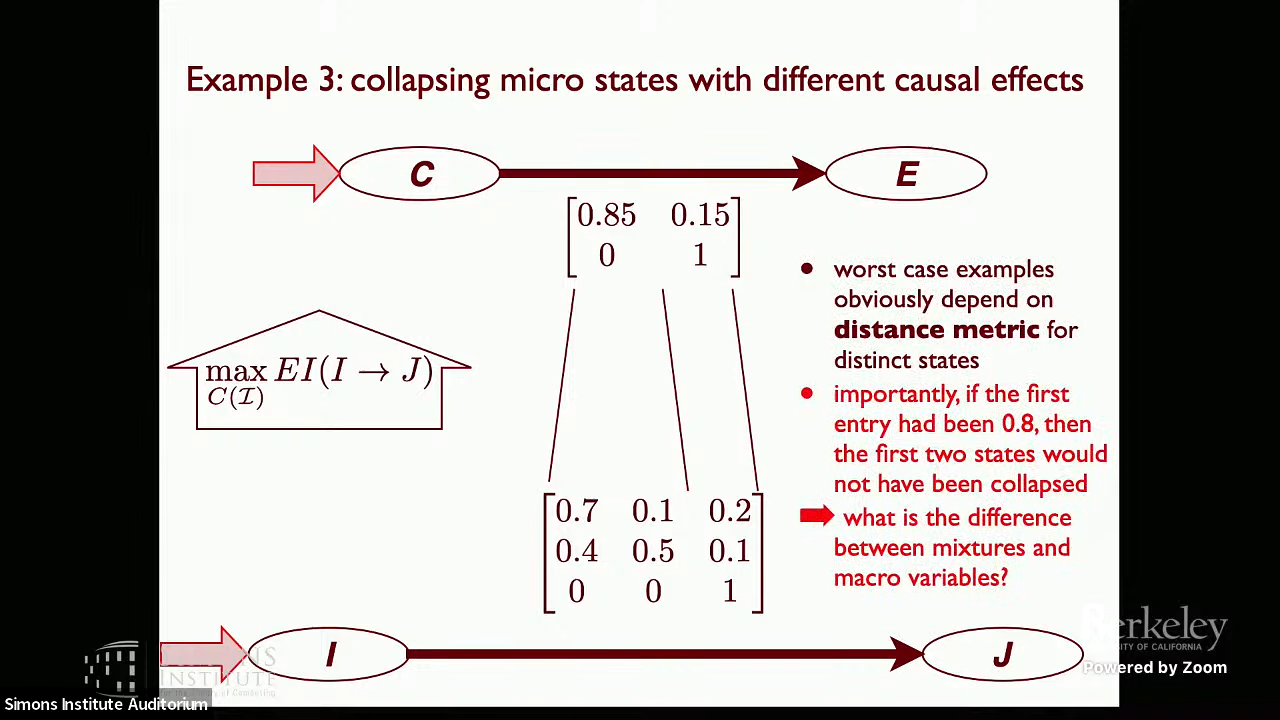 Example 3: collapsing micro states with different causal effects
C
E
0.85 0.15
0 1
max EI(I → J)
C(𝓘)
• worst case examples
obviously depend on
distance metric for
distinct states
• importantly, if the first
entry had been 0.8, then
the first two states would
not have been collapsed
what is the difference
between mixtures and
macro variables?
0.7 0.1 0.2
0.4 0.5 0.1
0 0 1
I
J
INSTITUTE
Berkeley
UNIVERSITY OF CALIFORNIA
Powered by Zoom
Simons Institute Auditorium